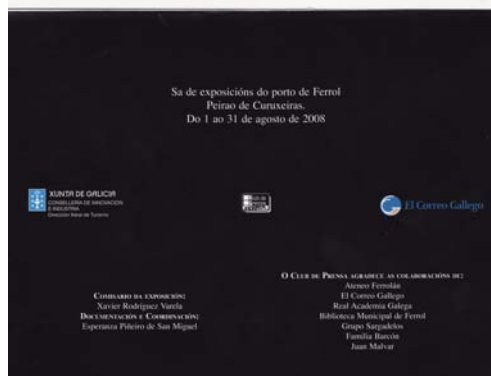 Sa de exposicións do porto de Ferrol
Peirao de Curuxeiras.
Do 1 ao 31 de agosto de 2008
XUNTA DE GALICIA
CONSELLERÍA DE INNOVACIÓN
E INDUSTRIA
Dirección Xeral de Turismo
El Correo Gallego
COMISARIO DA EXPOSICIÓN:
Xavier Rodríguez Varela
DOCUMENTACIÓN E COORDINACIÓN:
Esperanza Piñeiro de San Miguel
O CLUB DE PRENSA AGRADECE AS COLABORACIÓNS DE:
Ateneo Ferrolán
El Correo Gallego
Real Academia Galega
Biblioteca Municipal de Ferrol
Grupo Sargadelos
Familia Barcón
Juan Malvar